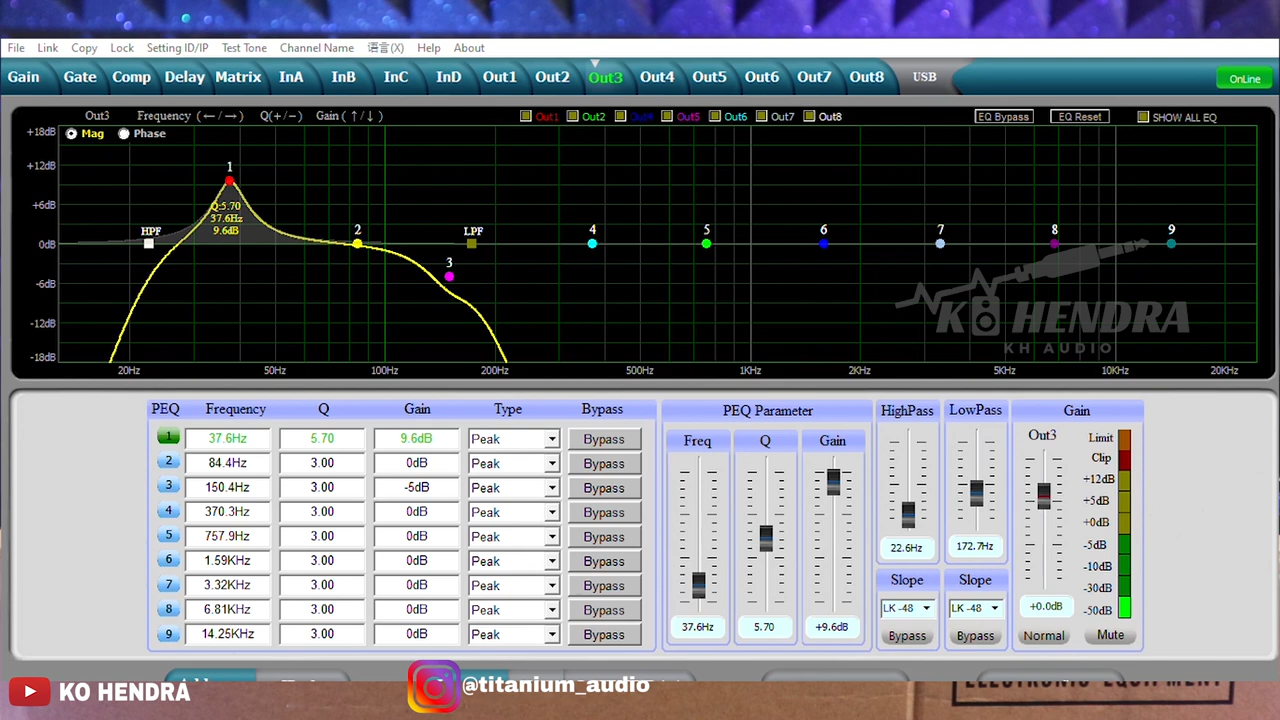 File Link Copy Lock Setting ID/IP Test Tone Channel Name 语言(X) Help About
Gain Gate Comp Delay Matrix InA InB InC InD Out1 Out2 Out3 Out4 Out5 Out6 Out7 Out8 USB OnLine
Out3 Frequency (←/→) Q(+/−) Gain (↑/↓) Out1 Out2 Out4 Out5 Out6 Out7 Out8 EQ Bypass EQ Reset SHOW ALL EQ
+18dB Mag Phase
+12dB
+6dB
0dB
-6dB
-12dB
-18dB
1
Q:5.70
37.6Hz
9.6dB
HPF 2 LPF 4 5 6 7 8 9
3
KO HENDRA
KH AUDIO
20Hz 50Hz 100Hz 200Hz 500Hz 1KHz 2KHz 5KHz 10KHz 20KHz
PEQ Frequency Q Gain Type Bypass
1 37.6Hz 5.70 9.6dB Peak Bypass
2 84.4Hz 3.00 0dB Peak Bypass
3 150.4Hz 3.00 -5dB Peak Bypass
4 370.3Hz 3.00 0dB Peak Bypass
5 757.9Hz 3.00 0dB Peak Bypass
6 1.59KHz 3.00 0dB Peak Bypass
7 3.32KHz 3.00 0dB Peak Bypass
8 6.81KHz 3.00 0dB Peak Bypass
9 14.25KHz 3.00 0dB Peak Bypass
PEQ Parameter
Freq Q Gain
37.6Hz 5.70 +9.6dB
HighPass LowPass
22.6Hz 172.7Hz
Slope Slope
LK -48 LK -48
Bypass Bypass
Gain
Out3
Limit
Clip
+12dB
+5dB
+0dB
-5dB
-10dB
-30dB
-50dB
+0.0dB
Normal Mute
KO HENDRA
@titanium_audio
ELECTRONIC EQUIPMENT